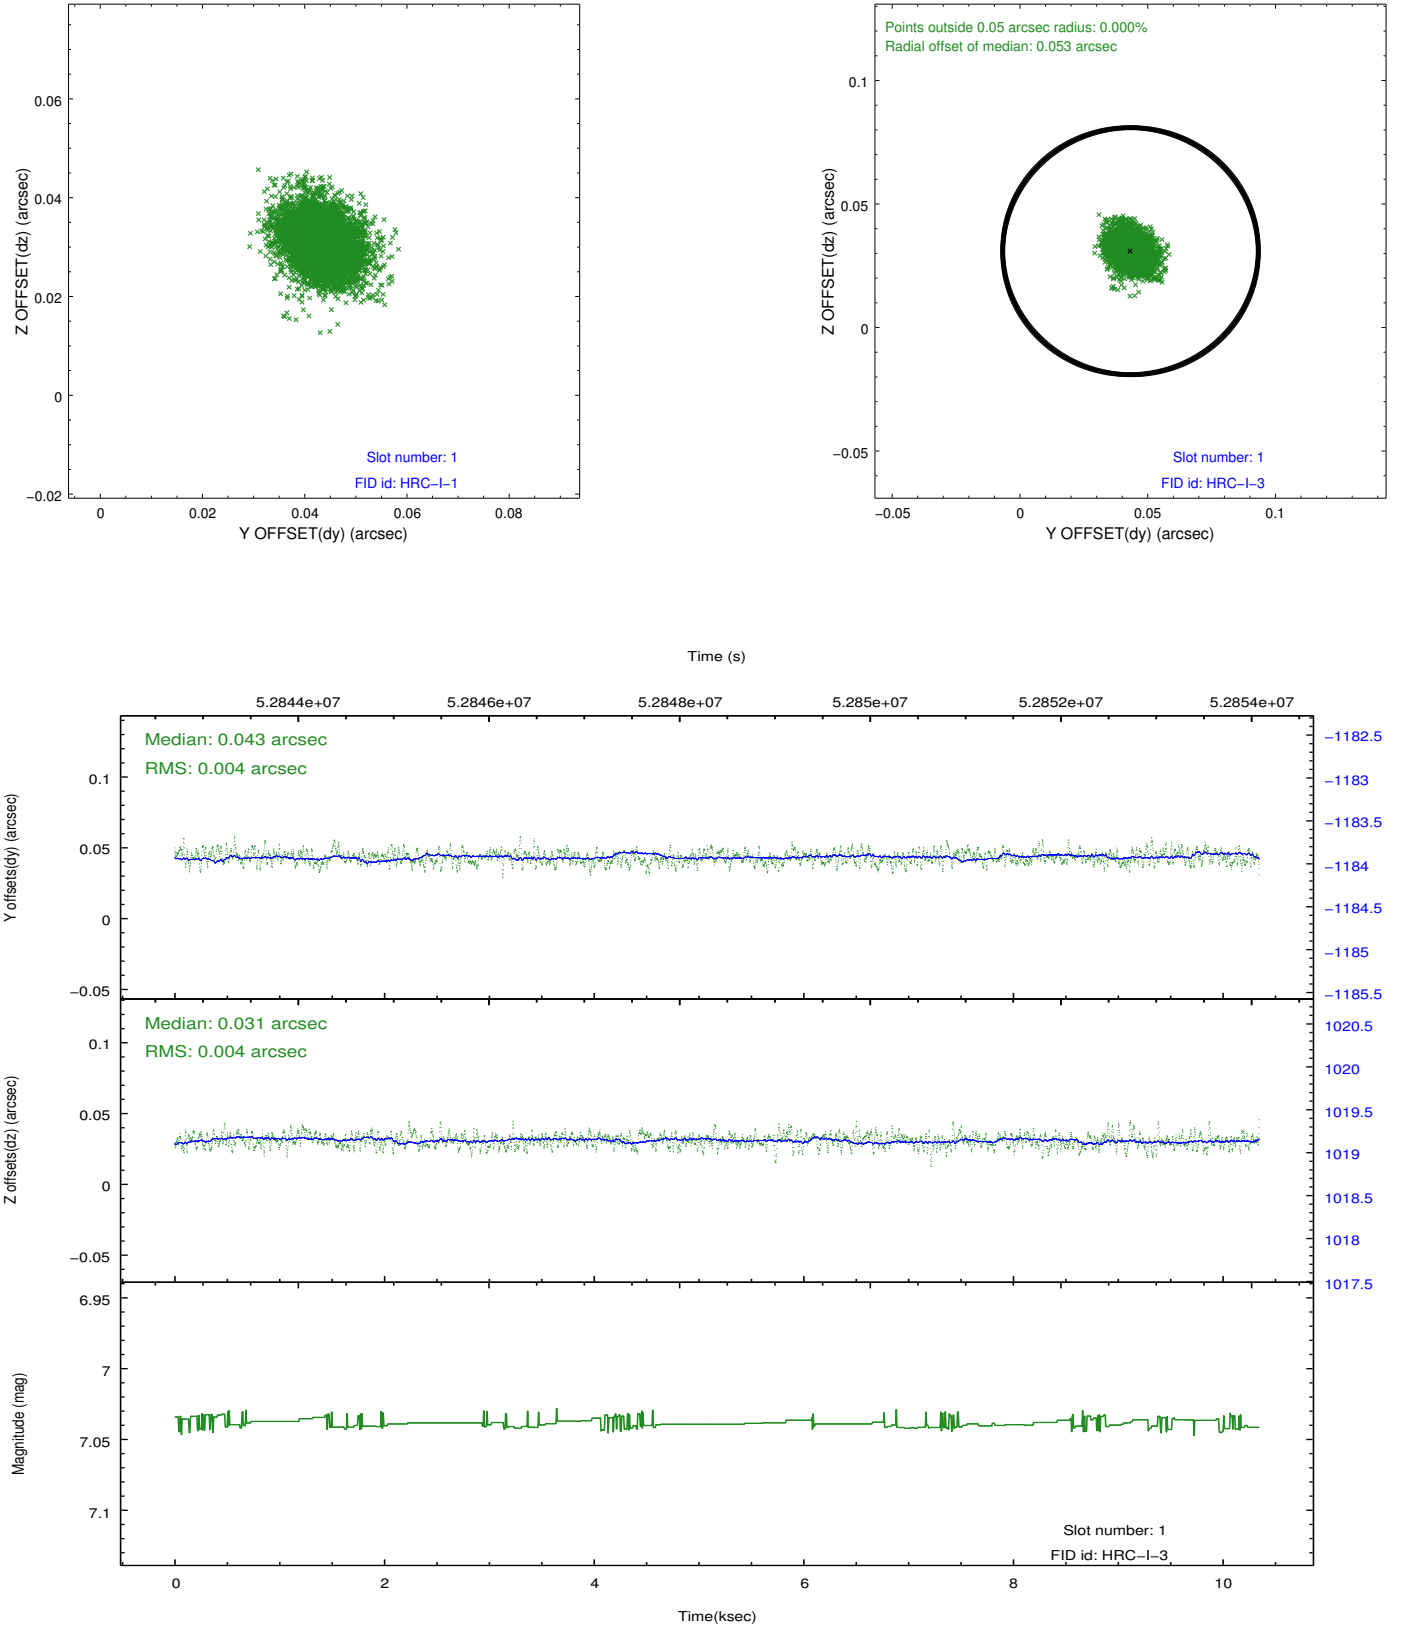 0.06
0.04
0.02
0
−0.02
Z OFFSET(dz) (arcsec)
Slot number: 1
FID id: HRC−I−1
0
0.02
0.04
0.06
0.08
Y OFFSET(dy) (arcsec)
Points outside 0.05 arcsec radius: 0.000%
Radial offset of median: 0.053 arcsec
0.1
0.05
0
−0.05
Z OFFSET(dz) (arcsec)
Slot number: 1
FID id: HRC−I−3
−0.05
0
0.05
0.1
Y OFFSET(dy) (arcsec)
Time (s)
5.2844e+07
5.2846e+07
5.2848e+07
5.285e+07
5.2852e+07
5.2854e+07
Median: 0.043 arcsec
RMS: 0.004 arcsec
0.1
0.05
0
−0.05
Y offsets(dy) (arcsec)
−1182.5
−1183
−1183.5
−1184
−1184.5
−1185
−1185.5
Median: 0.031 arcsec
RMS: 0.004 arcsec
0.1
0.05
0
−0.05
Z offsets(dz) (arcsec)
1020.5
1020
1019.5
1019
1018.5
1018
1017.5
6.95
7
7.05
7.1
Magnitude (mag)
Slot number: 1
FID id: HRC−I−3
0
2
4
6
8
10
Time(ksec)